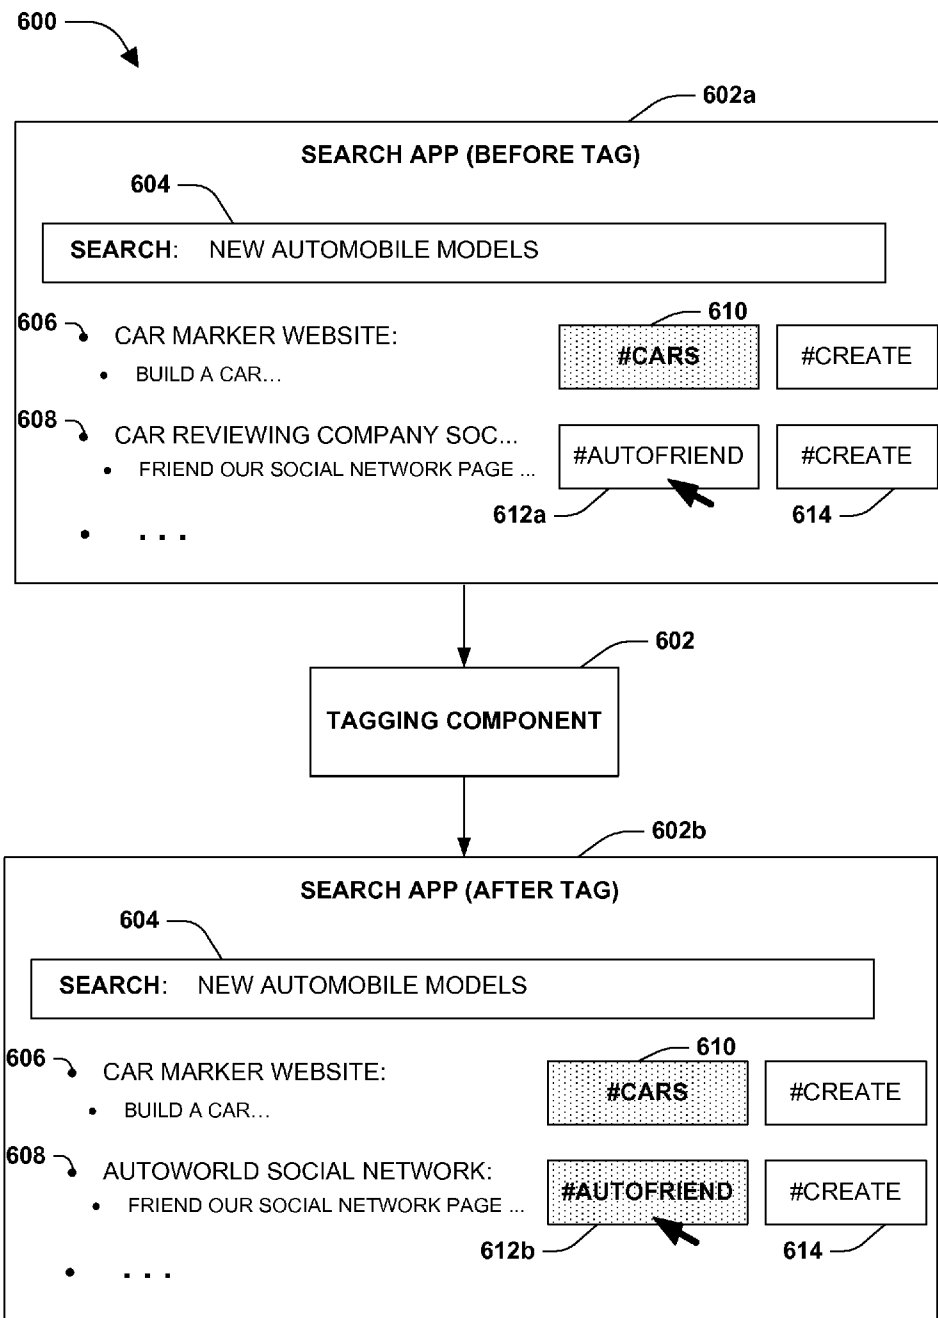 600
602a
SEARCH APP (BEFORE TAG)
604
SEARCH: NEW AUTOMOBILE MODELS
606 • CAR MARKER WEBSITE: 610 #CARS #CREATE
• BUILD A CAR...
608 • CAR REVIEWING COMPANY SOC... #AUTOFRIEND #CREATE
• FRIEND OUR SOCIAL NETWORK PAGE ...
612a 614
• . . .
602
TAGGING COMPONENT
602b
SEARCH APP (AFTER TAG)
604
SEARCH: NEW AUTOMOBILE MODELS
606 • CAR MARKER WEBSITE: 610 #CARS #CREATE
• BUILD A CAR...
608 • AUTOWORLD SOCIAL NETWORK: #AUTOFRIEND #CREATE
• FRIEND OUR SOCIAL NETWORK PAGE ...
612b 614
• . . .